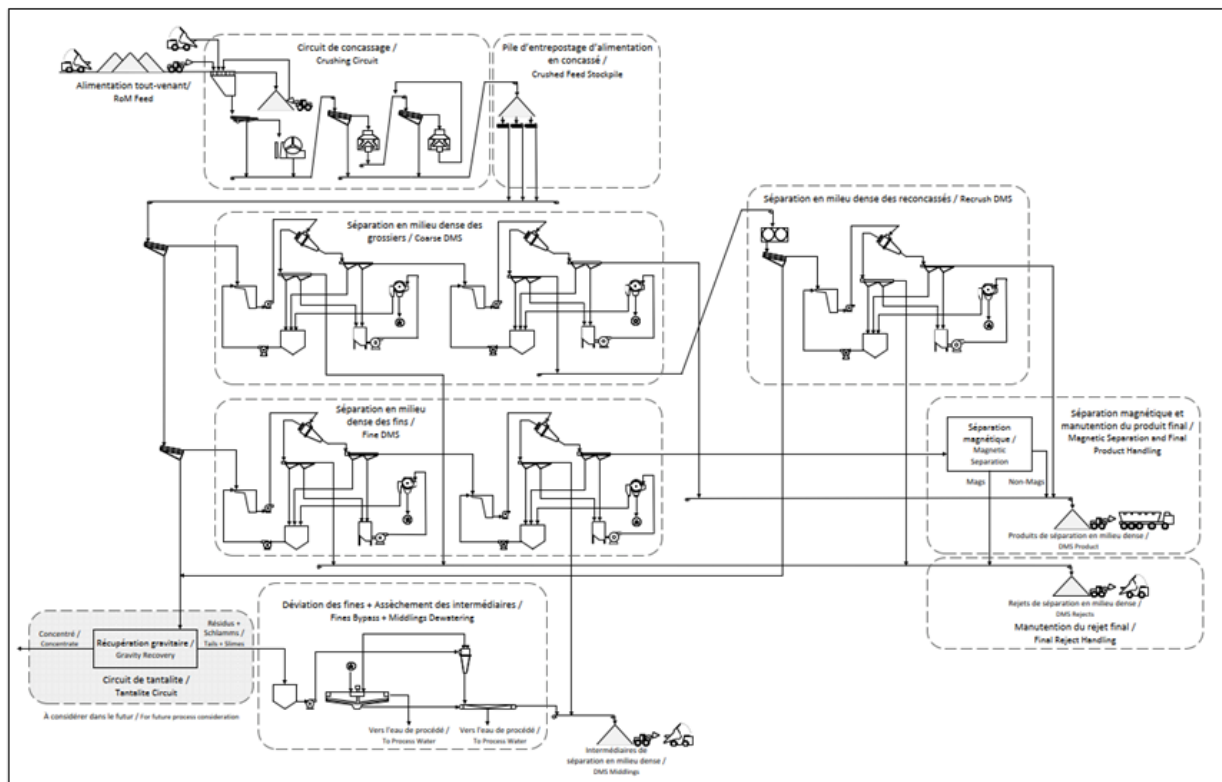 Circuit de concassage /
Crushing Circuit
Pile d'entrepostage d'alimentation
en concassé /
Crushed Feed Stockpile
Alimentation tout-venant/
RoM Feed
Séparation en milieu dense des reconcassés / Recrush DMS
Séparation en milieu dense des
grossiers / Coarse DMS
Séparation en milieu
dense des fins /
Fine DMS
Séparation magnétique et
manutention du produit final /
Magnetic Separation and Final
Product Handling
Séparation
magnétique /
Magnetic
Separation
Mags
Non-Mags
Produits de séparation en milieu dense /
DMS Product
Rejets de séparation en milieu dense /
DMS Rejects
Manutention du rejet final /
Final Reject Handling
Déviation des fines + Assèchement des intermédiaires /
Fines Bypass + Middlings Dewatering
Concentré /
Concentrate
Récupération gravitaire /
Gravity Recovery
Résidus +
Schlamms /
Tails + Slimes
Circuit de tantalite /
Tantalite Circuit
À considérer dans le futur / For future process consideration
Vers l'eau de procédé /
To Process Water
Vers l'eau de procédé /
To Process Water
Intermédiaires de
séparation en milieu dense /
DMS Middlings